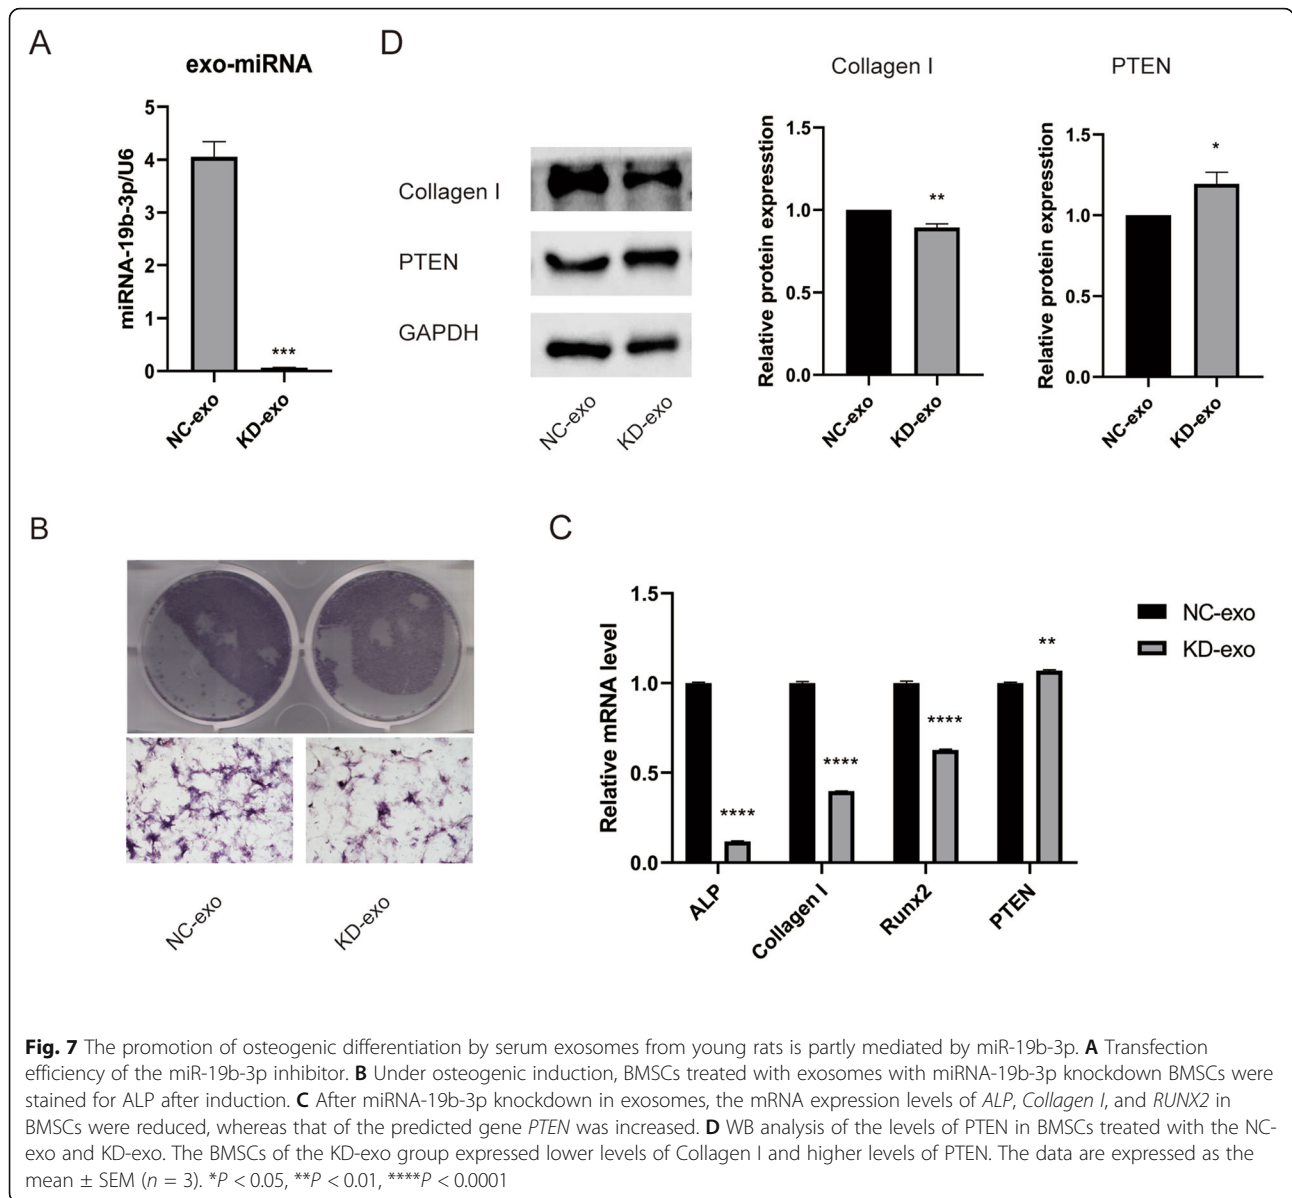 A
exo-miRNA
miRNA-19b-3p/U6
5
4
3
2
1
0
***
NC-exo
KD-exo
D
Collagen I
PTEN
GAPDH
NC-exo
KD-exo
Collagen I
Relative protein expresstion
1.5
1.0
0.5
0.0
**
NC-exo
KD-exo
PTEN
Relative protein expresstion
1.5
1.0
0.5
0.0
*
NC-exo
KD-exo
B
NC-exo
KD-exo
C
Relative mRNA level
1.5
1.0
0.5
0.0
****
****
****
**
ALP
Collagen I
Runx2
PTEN
NC-exo
KD-exo
Fig. 7 The promotion of osteogenic differentiation by serum exosomes from young rats is partly mediated by miR-19b-3p. A Transfection
efficiency of the miR-19b-3p inhibitor. B Under osteogenic induction, BMSCs treated with exosomes with miRNA-19b-3p knockdown BMSCs were
stained for ALP after induction. C After miRNA-19b-3p knockdown in exosomes, the mRNA expression levels of ALP, Collagen I, and RUNX2 in
BMSCs were reduced, whereas that of the predicted gene PTEN was increased. D WB analysis of the levels of PTEN in BMSCs treated with the NC-
exo and KD-exo. The BMSCs of the KD-exo group expressed lower levels of Collagen I and higher levels of PTEN. The data are expressed as the
mean ± SEM (n = 3). *P < 0.05, **P < 0.01, ****P < 0.0001